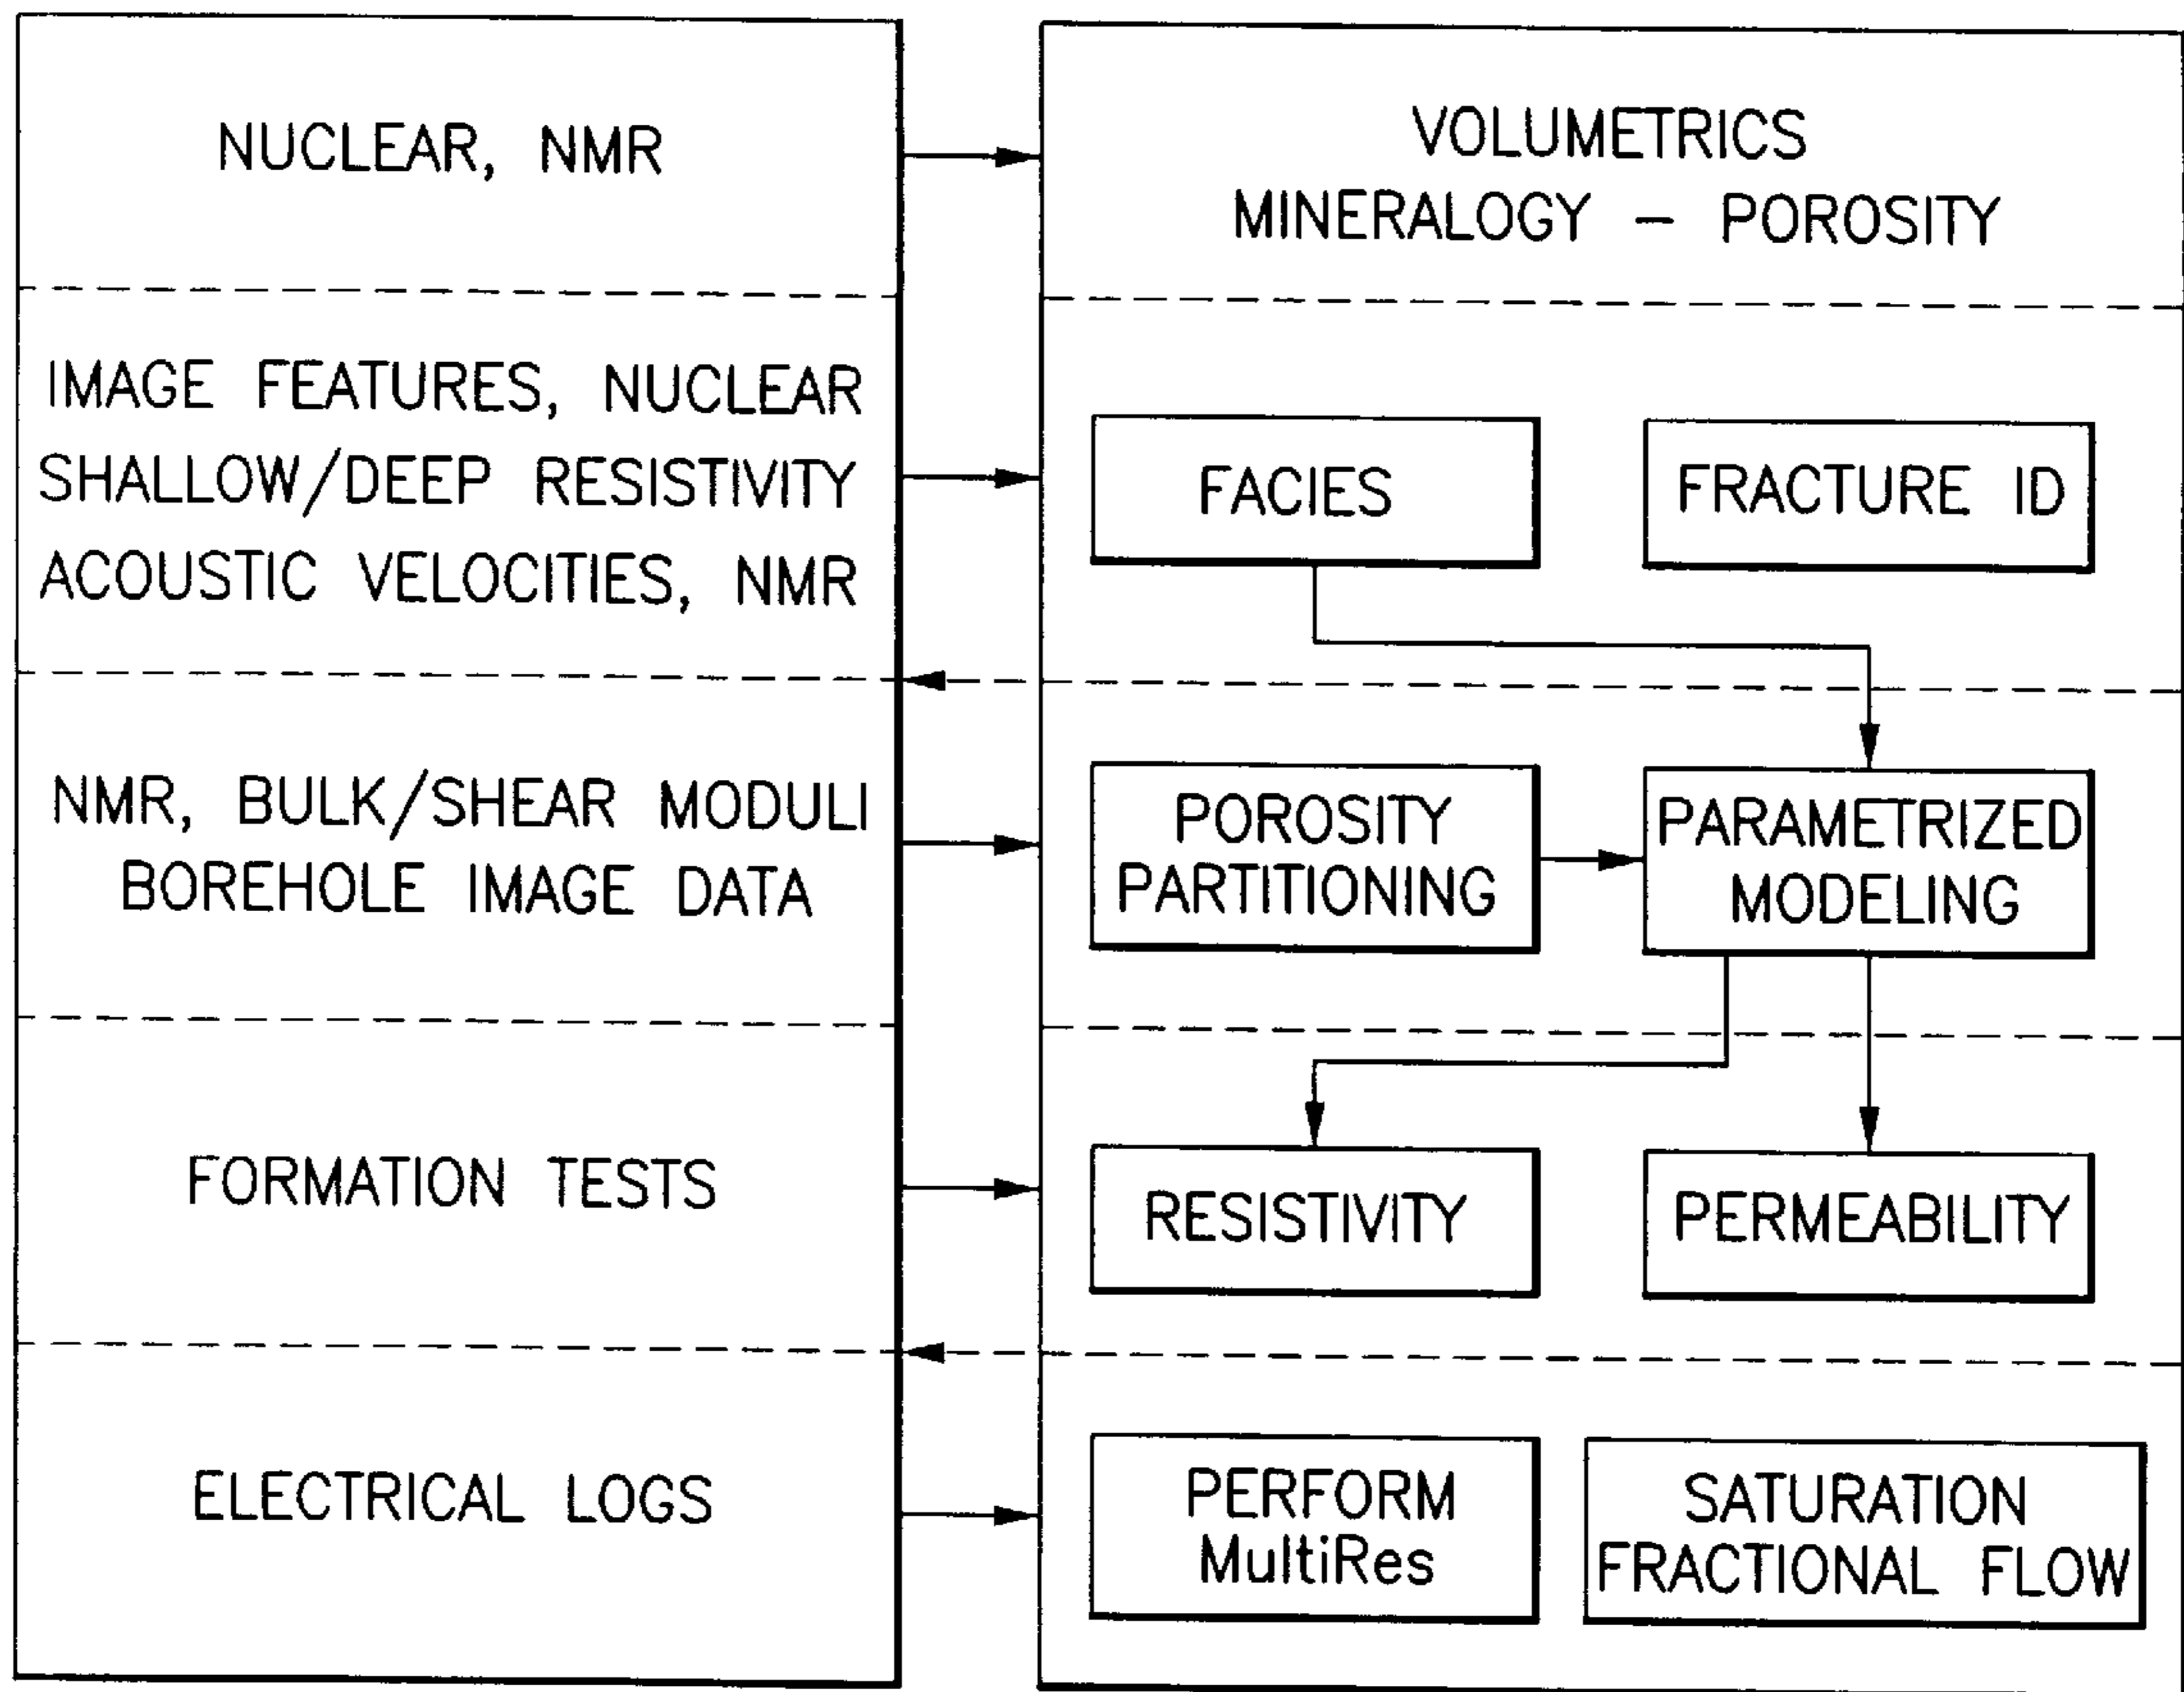 NUCLEAR, NMR
VOLUMETRICS
MINERALOGY – POROSITY
IMAGE FEATURES, NUCLEAR
SHALLOW/DEEP RESISTIVITY
ACOUSTIC VELOCITIES, NMR
FACIES
FRACTURE ID
NMR, BULK/SHEAR MODULI
BOREHOLE IMAGE DATA
POROSITY
PARTITIONING
PARAMETRIZED
MODELING
FORMATION TESTS
RESISTIVITY
PERMEABILITY
ELECTRICAL LOGS
PERFORM
MultiRes
SATURATION
FRACTIONAL FLOW